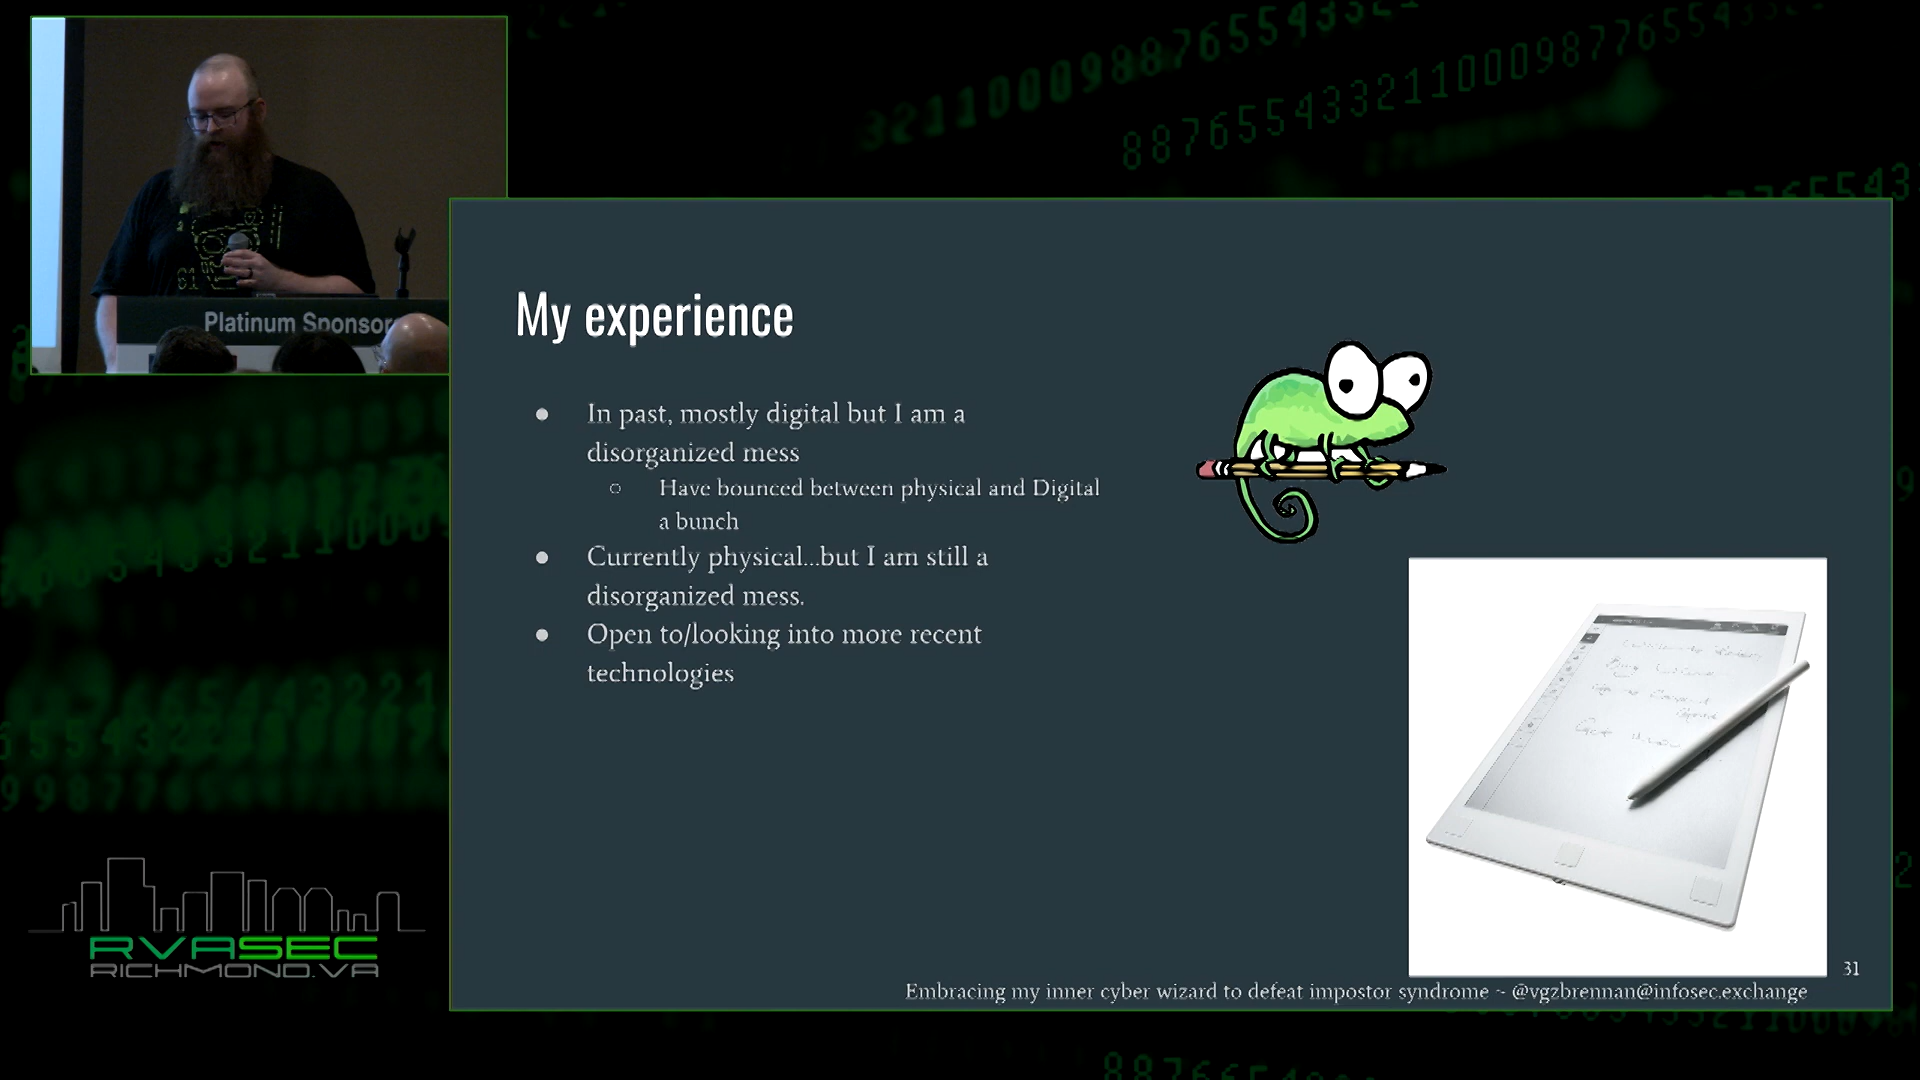 Platinum Sponsors
My experience
In past, mostly digital but I am a
disorganized mess
Have bounced between physical and Digital
a bunch
Currently physical...but I am still a
disorganized mess.
Open to/looking into more recent
technologies
31
Embracing my inner cyber wizard to defeat impostor syndrome ~ @vgzbrennan@infosec.exchange
RVASEC
RICHMOND.VA